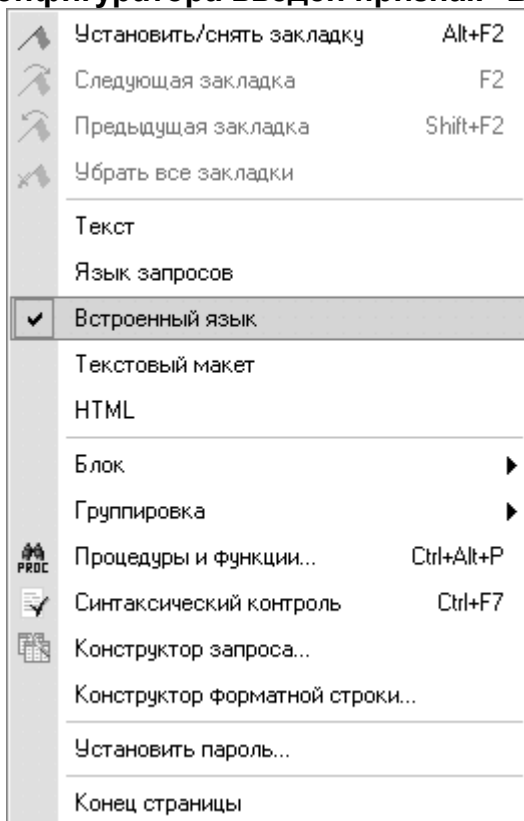 Установить/снять закладку Alt+F2
Следующая закладка F2
Предыдущая закладка Shift+F2
Убрать все закладки
Текст
Язык запросов
Встроенный язык
Текстовый макет
HTML
Блок
Группировка
PROC Процедуры и функции... Ctrl+Alt+P
Синтаксический контроль Ctrl+F7
Конструктор запроса...
Конструктор форматной строки...
Установить пароль...
Конец страницы